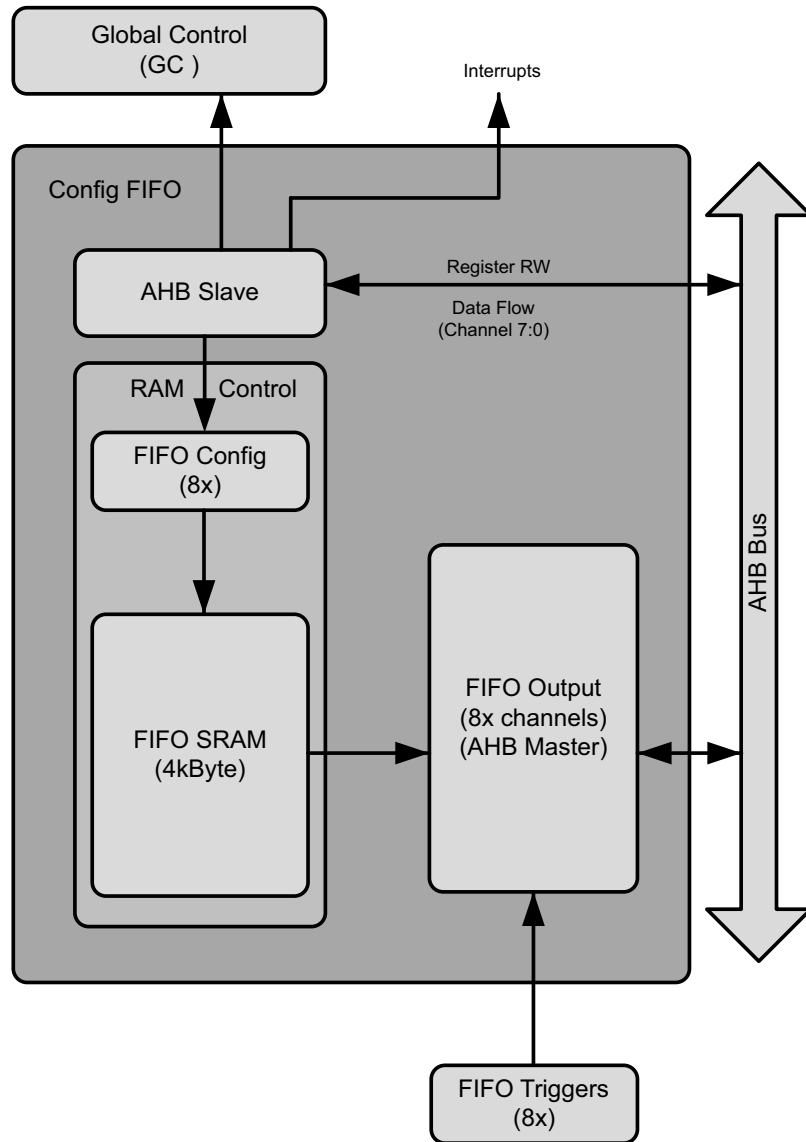 Global Control
(GC )
Interrupts
Config FIFO
AHB Slave
Register RW
Data Flow
(Channel 7:0)
RAM Control
FIFO Config
(8x)
AHB Bus
FIFO SRAM
(4kByte)
FIFO Output
(8x channels)
(AHB Master)
FIFO Triggers
(8x)